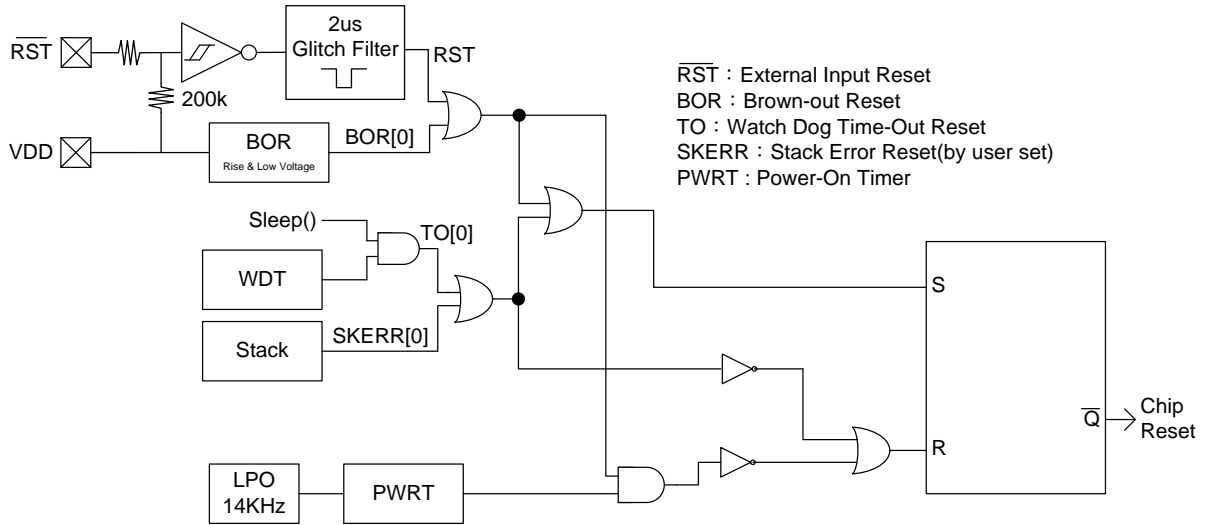 RST
2us
Glitch Filter
RST
200k
VDD
BOR
Rise & Low Voltage
BOR[0]
RST：External Input Reset
BOR：Brown-out Reset
TO：Watch Dog Time-Out Reset
SKERR：Stack Error Reset(by user set)
PWRT : Power-On Timer
Sleep()
TO[0]
WDT
Stack
SKERR[0]
S
R
Q
Chip
Reset
LPO
14KHz
PWRT